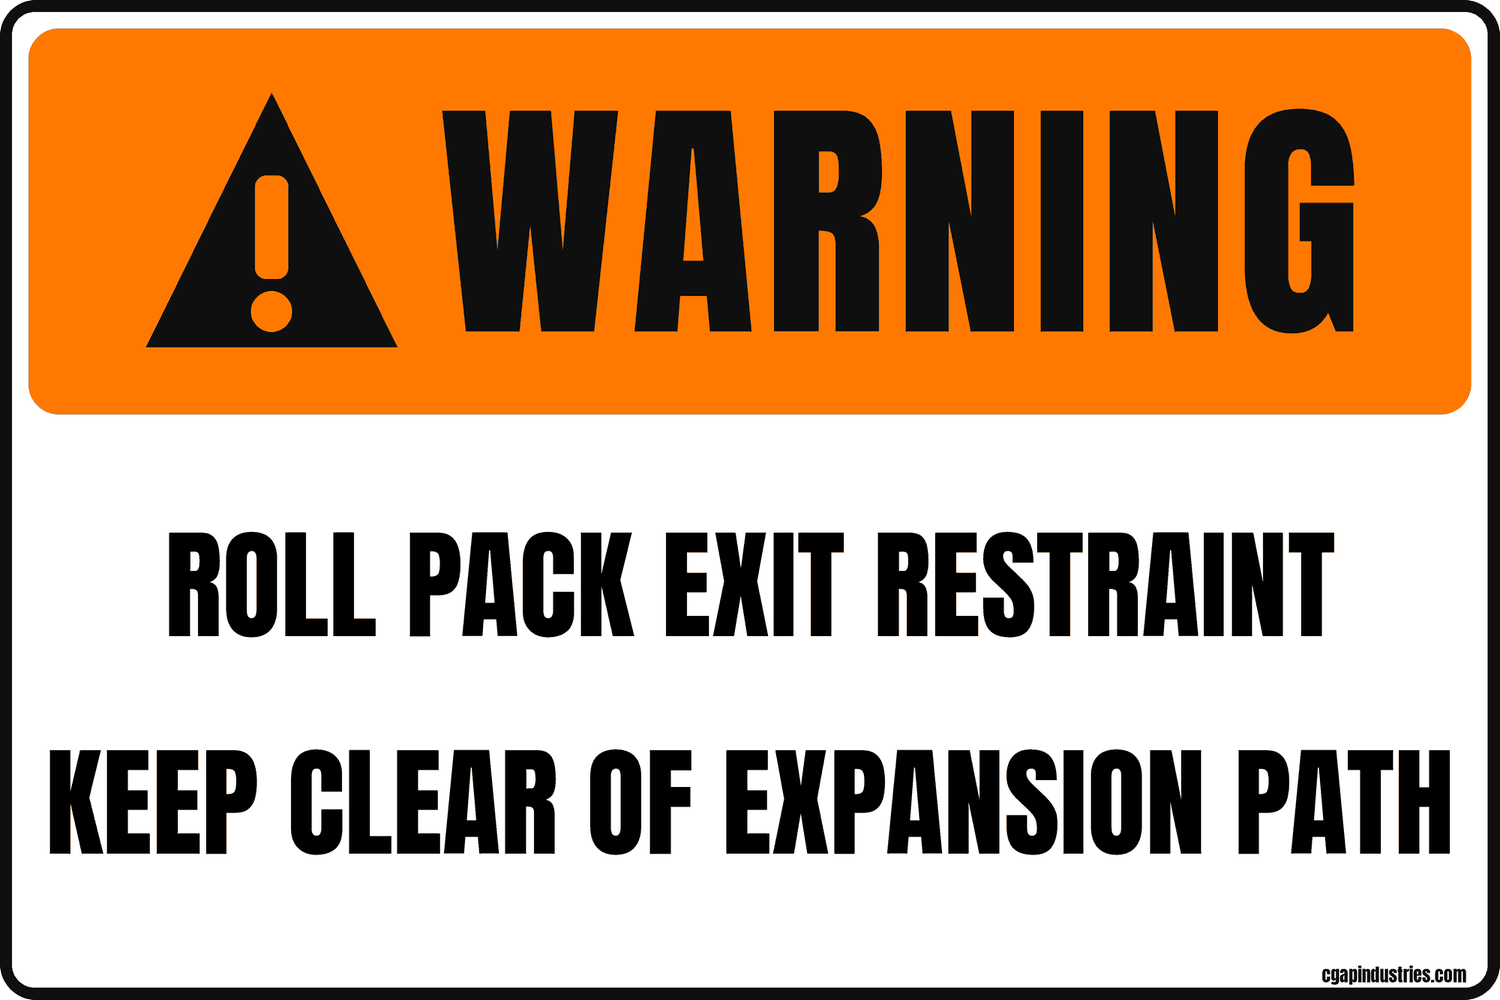 WARNING
ROLL PACK EXIT RESTRAINT
KEEP CLEAR OF EXPANSION PATH
cgapindustries.com